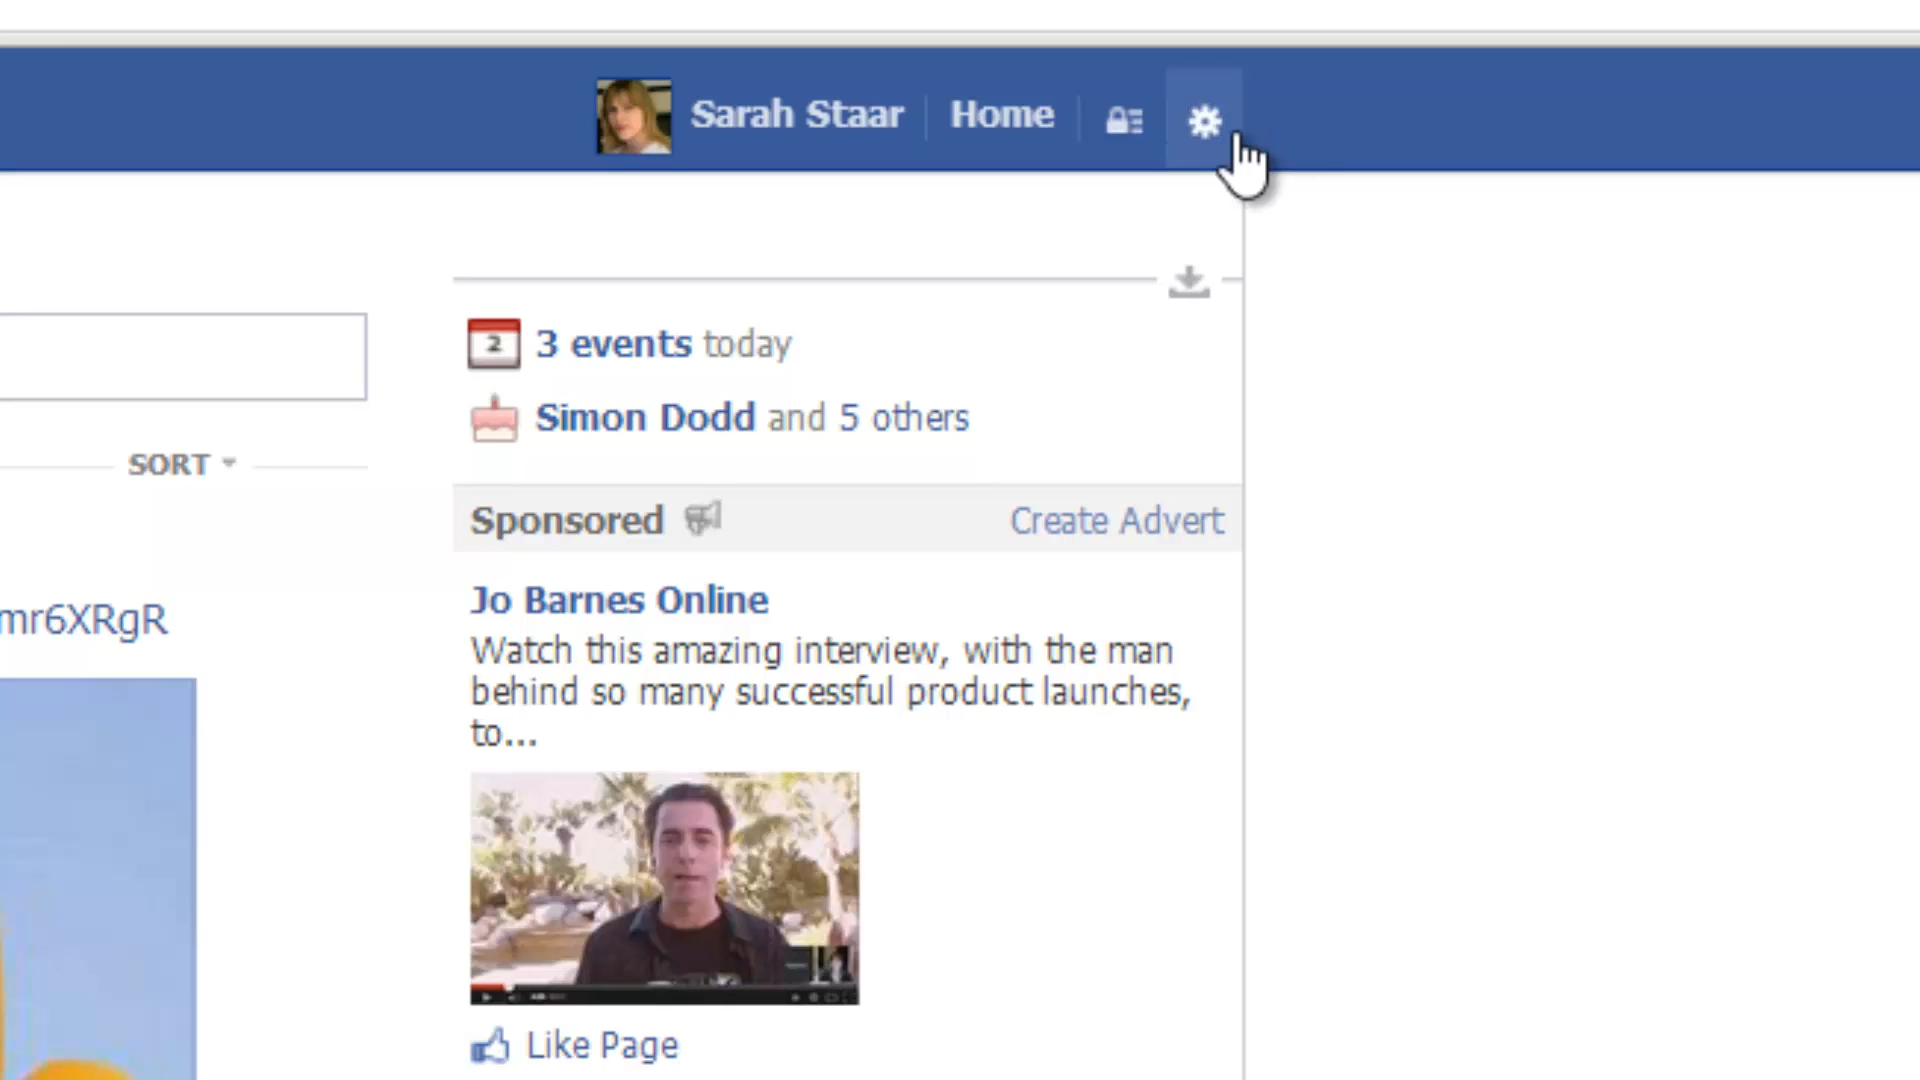 Sarah Staar
Home
2
3 events today
Simon Dodd and 5 others
SORT
Sponsored
Create Advert
mr6XRgR
Jo Barnes Online
Watch this amazing interview, with the man
behind so many successful product launches,
to...
Like Page